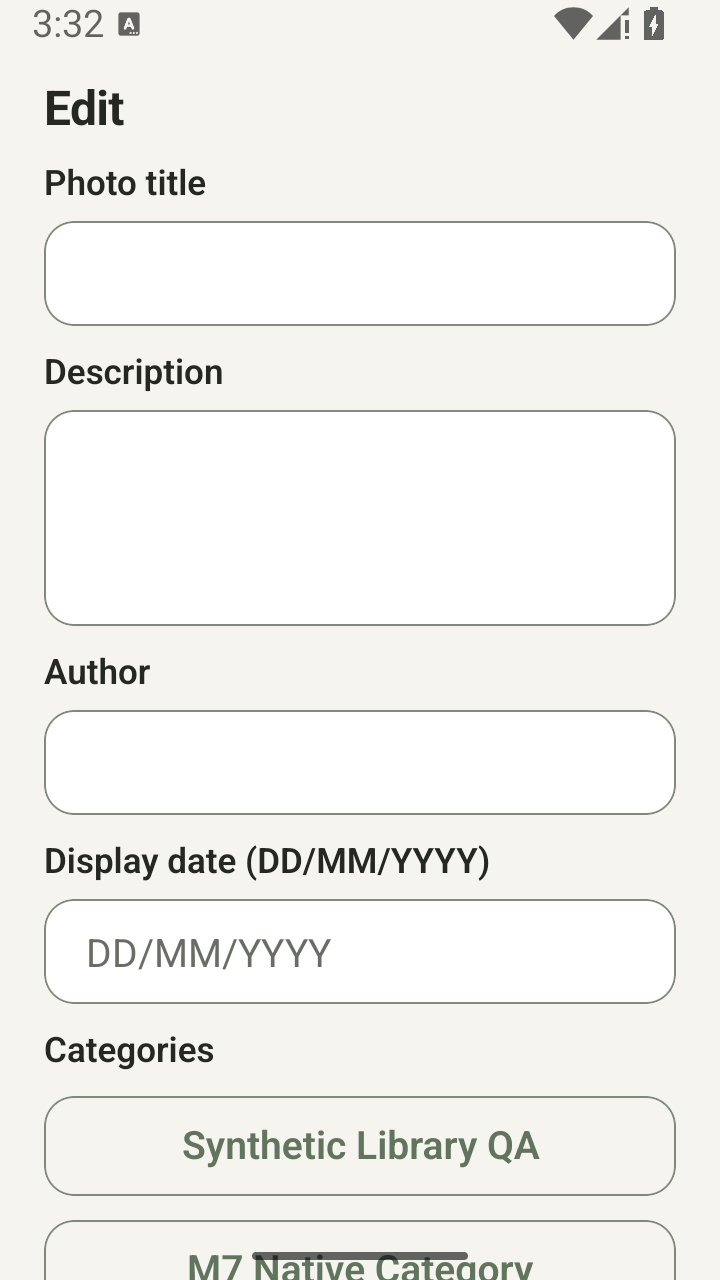 3:32
Edit
Photo title
Description
Author
Display date (DD/MM/YYYY)
DD/MM/YYYY
Categories
Synthetic Library QA
M7 Native Category